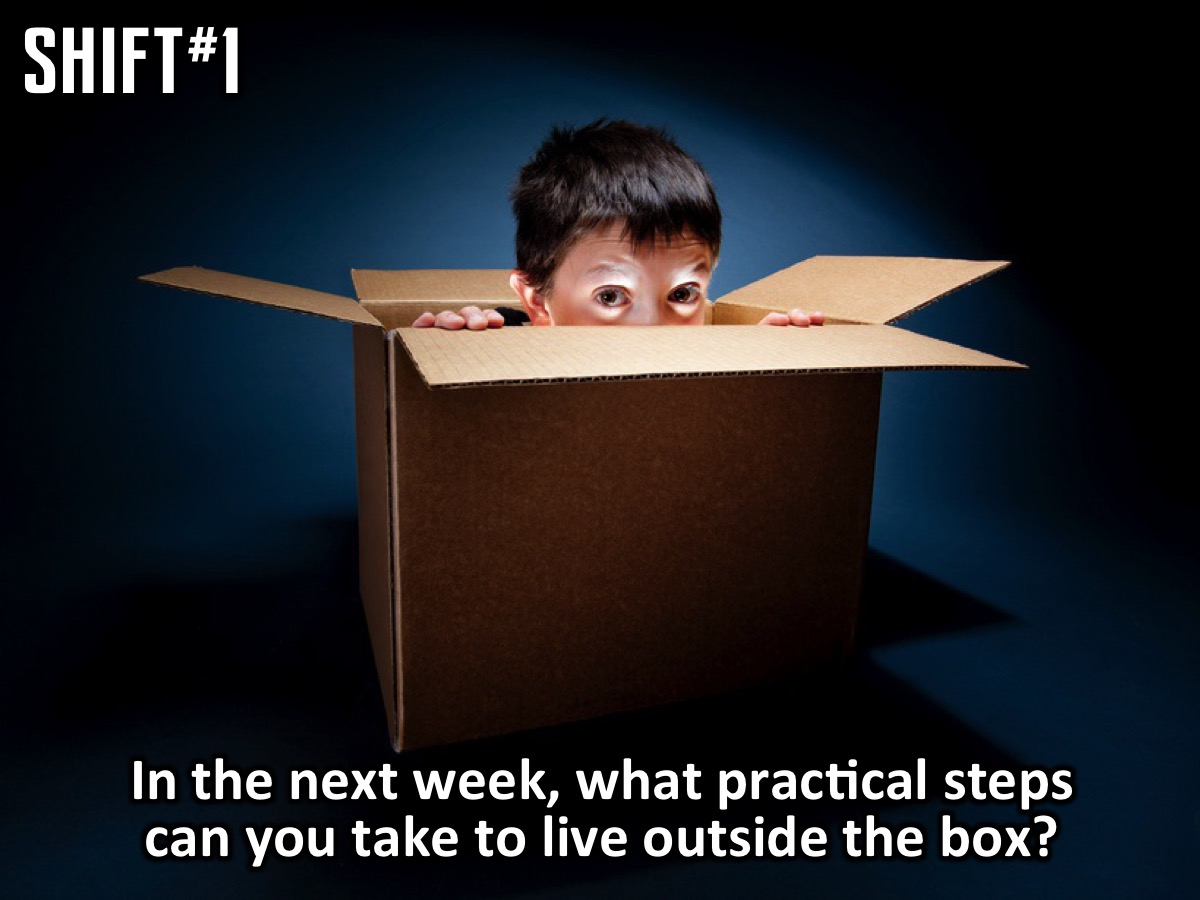 SHIFT#1
In the next week, what practical steps
can you take to live outside the box?